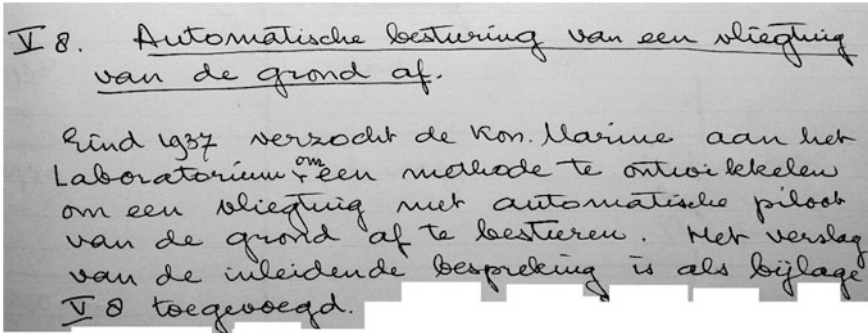 V 8. Automatische besturing van een vliegtuig
van de grond af.
Eind 1937 verzocht de Kon. Marine aan het
Laboratorium om een methode te ontwikkelen
om een vliegtuig met automatische piloot
van de grond af te besturen. Het verslag
van de inleidende bespreking is als bijlage
V 8 toegevoegd.